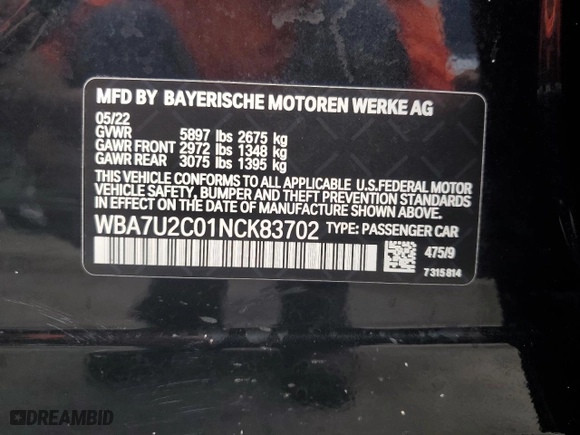 MFD BY BAYERISCHE MOTOREN WERKE AG
05/22
GVWR 5897 lbs 2675 kg
GAWR FRONT 2972 lbs 1348 kg
GAWR REAR 3075 lbs 1395 kg
THIS VEHICLE CONFORMS TO ALL APPLICABLE U.S.FEDERAL MOTOR
VEHICLE SAFETY, BUMPER AND THEFT PREVENTION STANDARDS
IN EFFECT ON THE DATE OF MANUFACTURE SHOWN ABOVE.
WBA7U2C01NCK83702 TYPE: PASSENGER CAR
475/9
7 315 814
DREAMBID